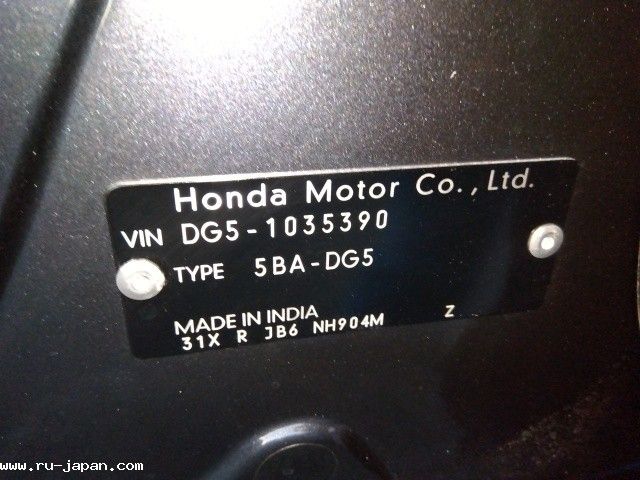 Honda Motor Co., Ltd.
VIN DG5-1035390
TYPE 5BA-DG5
MADE IN INDIA
31X R JB6 NH904M Z
www.ru-japan.com